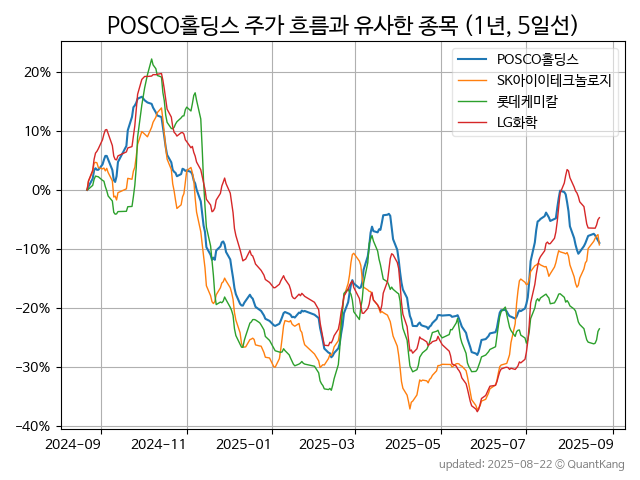 POSCO홀딩스 주가 흐름과 유사한 종목 (1년, 5일선)
POSCO홀딩스
SK아이이테크놀로지
롯데케미칼
LG화학
20%
10%
0%
−10%
−20%
−30%
−40%
2024-09 2024-11 2025-01 2025-03 2025-05 2025-07 2025-09
updated: 2025-08-22 © QuantKang